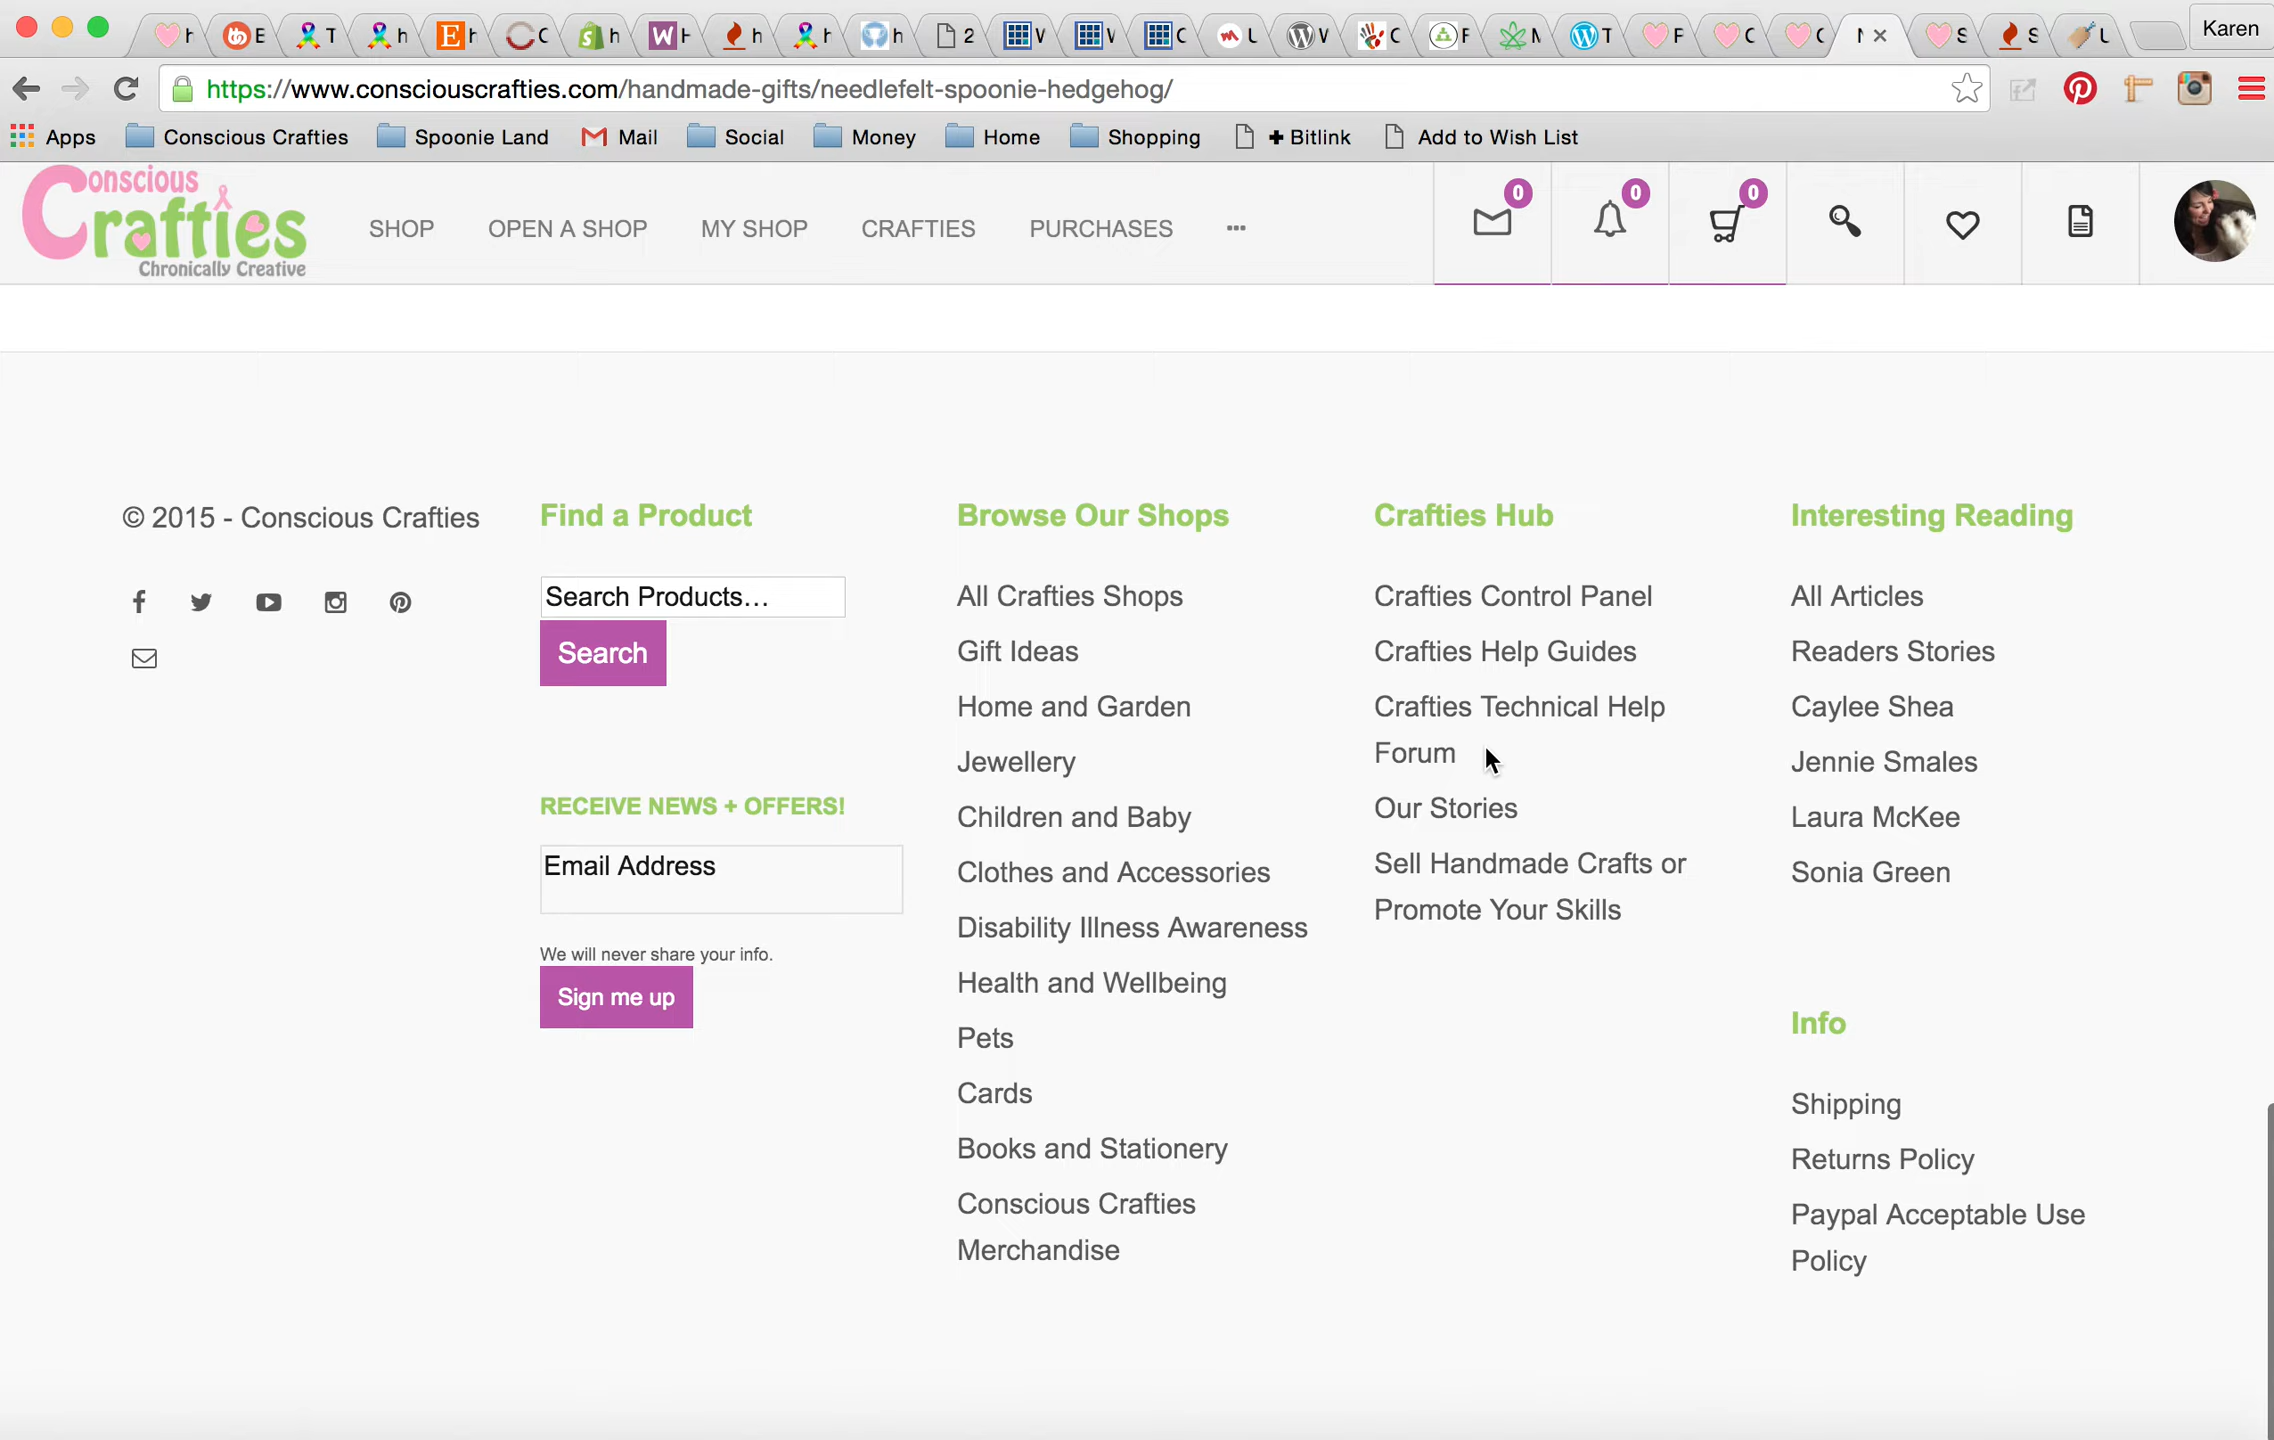 h
E
T
h
h
C
h
H
h
h
h
2
V
V
C
U
V
C
F
M
T
F
C
C
S
S
U
Karen
https://www.consciouscrafties.com/handmade-gifts/needlefelt-spoonie-hedgehog/
Apps
Conscious Crafties
Spoonie Land
Mail
Social
Money
Home
Shopping
+ Bitlink
Add to Wish List
Conscious
Crafties
Chronically Creative
SHOP
OPEN A SHOP
MY SHOP
CRAFTIES
PURCHASES
0
0
0
© 2015 - Conscious Crafties
Find a Product
Search Products...
Search
RECEIVE NEWS + OFFERS!
Email Address
We will never share your info.
Sign me up
Browse Our Shops
All Crafties Shops
Gift Ideas
Home and Garden
Jewellery
Children and Baby
Clothes and Accessories
Disability Illness Awareness
Health and Wellbeing
Pets
Cards
Books and Stationery
Conscious Crafties
Merchandise
Crafties Hub
Crafties Control Panel
Crafties Help Guides
Crafties Technical Help
Forum
Our Stories
Sell Handmade Crafts or
Promote Your Skills
Interesting Reading
All Articles
Readers Stories
Caylee Shea
Jennie Smales
Laura McKee
Sonia Green
Info
Shipping
Returns Policy
Paypal Acceptable Use
Policy